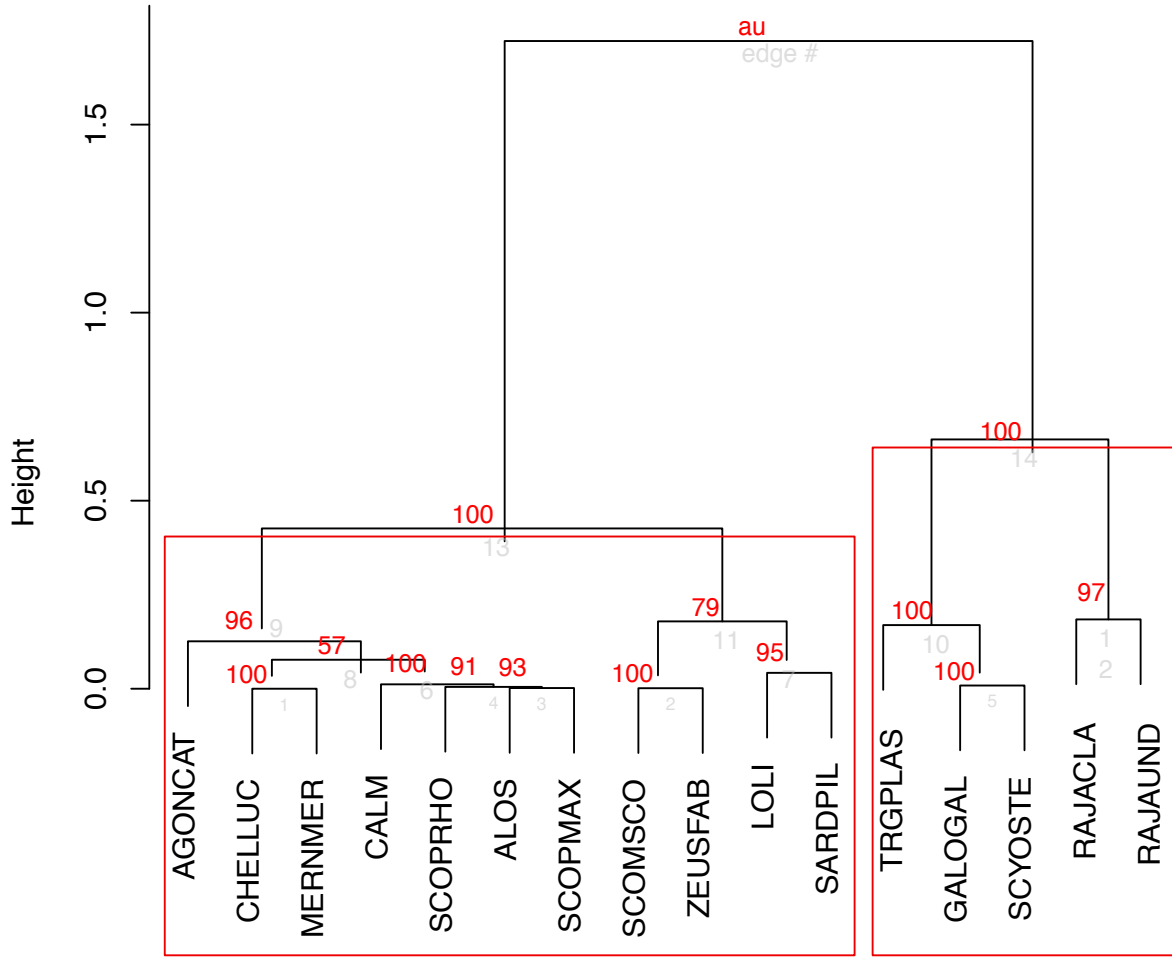 au
edge #
1.5
1.0
100
14
0.5
Height
100
13
97
79
100
96
9
1
11
10
57
95
2
100
91
93
8
6
7
100
100
100
0.0
1
4
3
2
5
AGONCAT
CHELLUC
MERNMER
CALM
SCOPRHO
ALOS
SCOPMAX
SCOMSCO
ZEUSFAB
LOLI
SARDPIL
TRGPLAS
GALOGAL
SCYOSTE
RAJACLA
RAJAUND